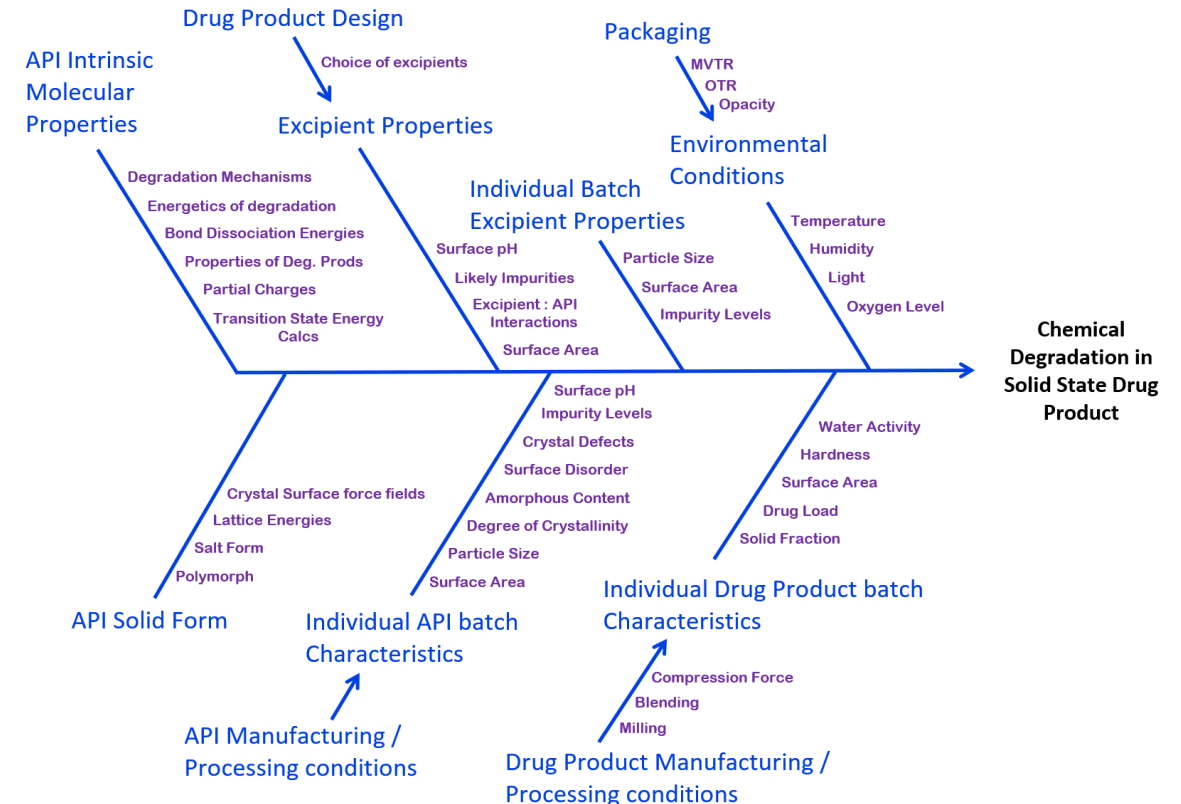 Drug Product Design
Choice of excipients
Packaging
MVTR
OTR
Opacity
API Intrinsic
Molecular
Properties
Excipient Properties
Environmental
Conditions
Individual Batch
Excipient Properties
Degradation Mechanisms
Energetics of degradation
Bond Dissociation Energies
Properties of Deg. Prods
Partial Charges
Transition State Energy
Calcs
Surface pH
Likely Impurities
Excipient : API
Interactions
Surface Area
Particle Size
Surface Area
Impurity Levels
Temperature
Humidity
Light
Oxygen Level
Chemical
Degradation in
Solid State Drug
Product
Crystal Surface force fields
Lattice Energies
Salt Form
Polymorph
API Solid Form
Surface pH
Impurity Levels
Crystal Defects
Surface Disorder
Amorphous Content
Degree of Crystallinity
Particle Size
Surface Area
Individual API batch
Characteristics
API Manufacturing /
Processing conditions
Water Activity
Hardness
Surface Area
Drug Load
Solid Fraction
Individual Drug Product batch
Characteristics
Compression Force
Blending
Milling
Drug Product Manufacturing /
Processing conditions